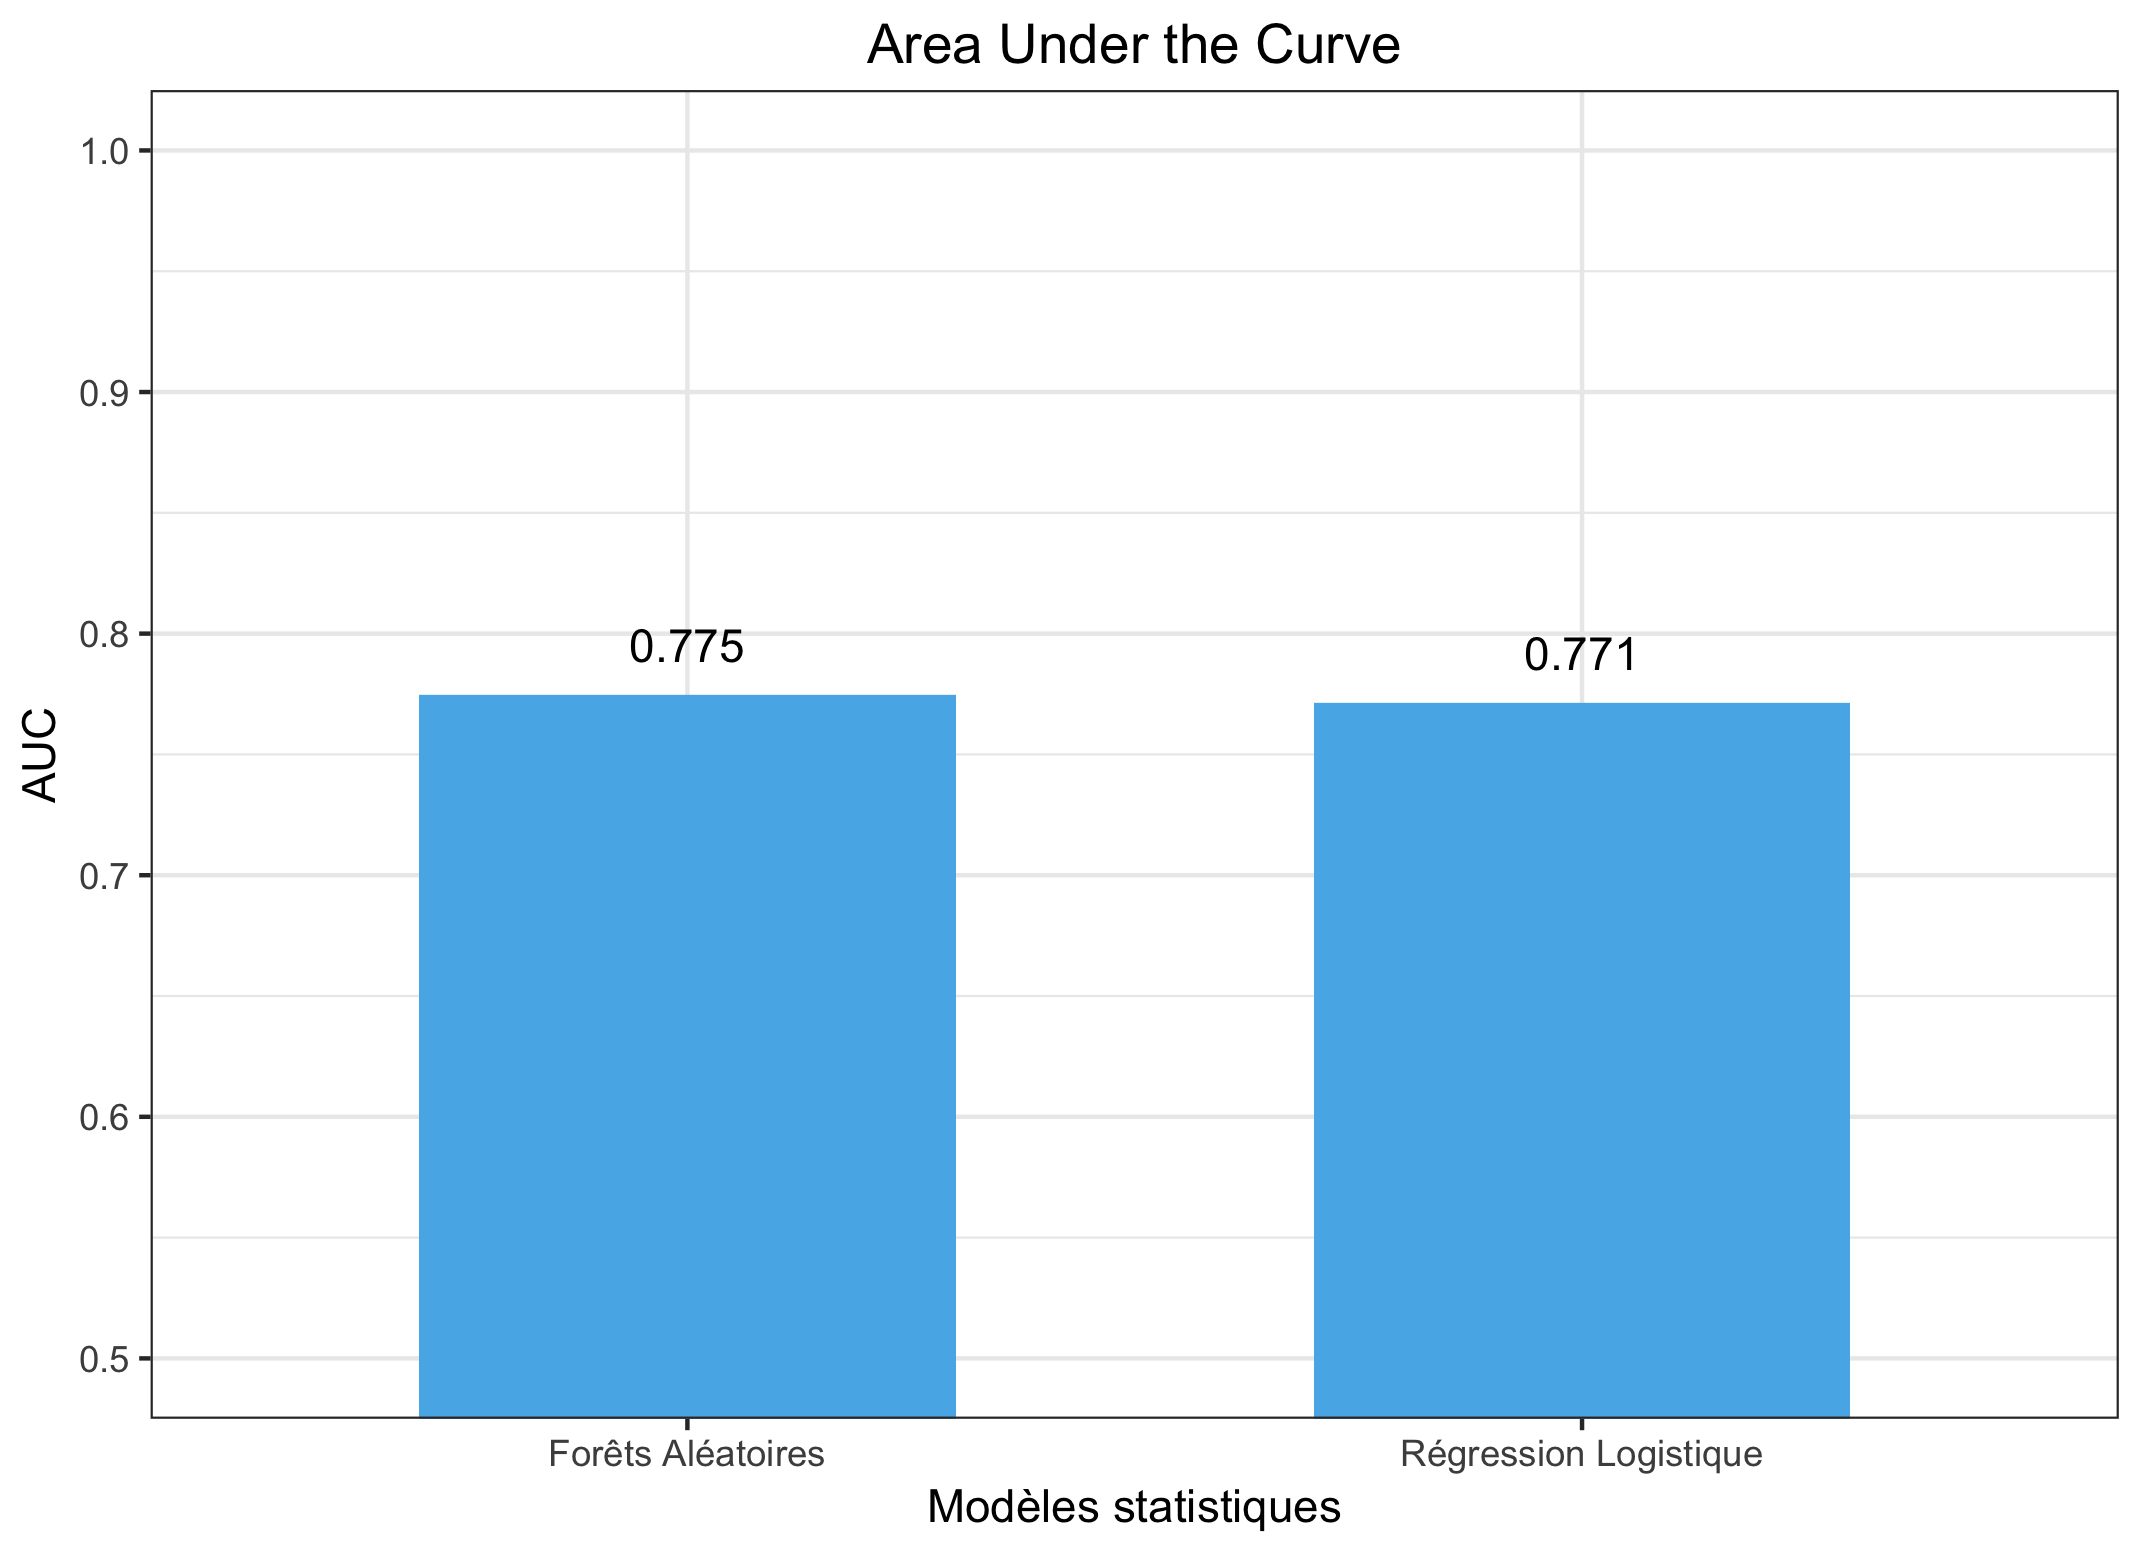 Area Under the Curve
1.0
0.9
0.8
0.7
0.6
0.5
AUC
0.775
0.771
Forêts Aléatoires
Régression Logistique
Modèles statistiques